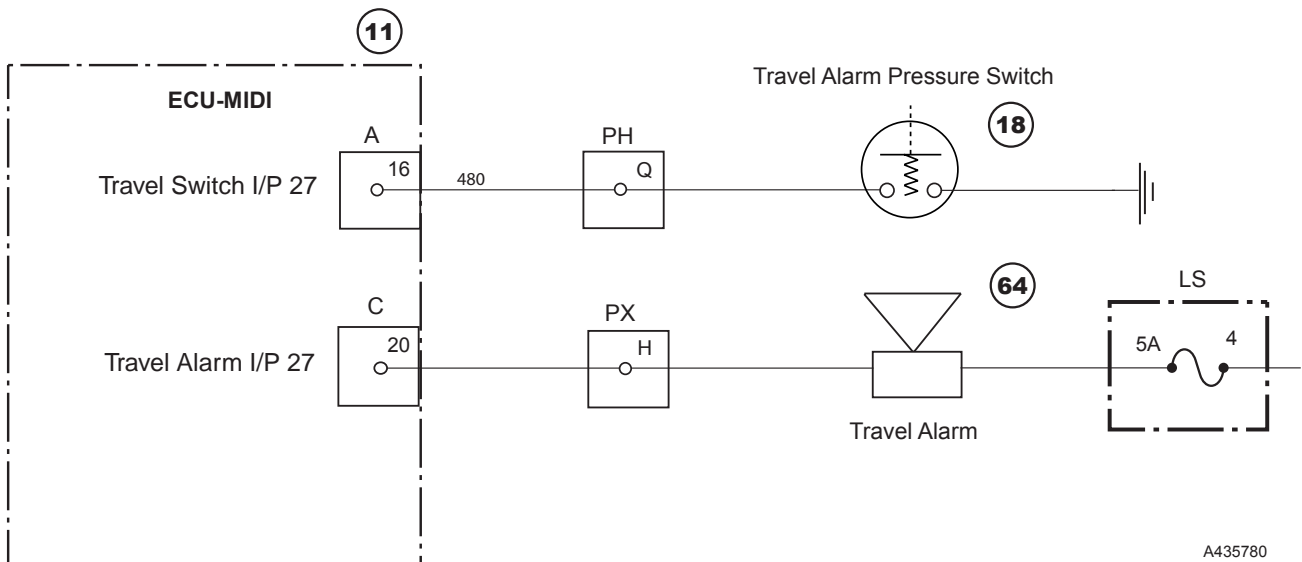 11
Travel Alarm Pressure Switch
ECU-MIDI
18
A
PH
16
Q
Travel Switch I/P 27
480
64
LS
C
PX
20
H
5A
4
Travel Alarm I/P 27
Travel Alarm
A435780